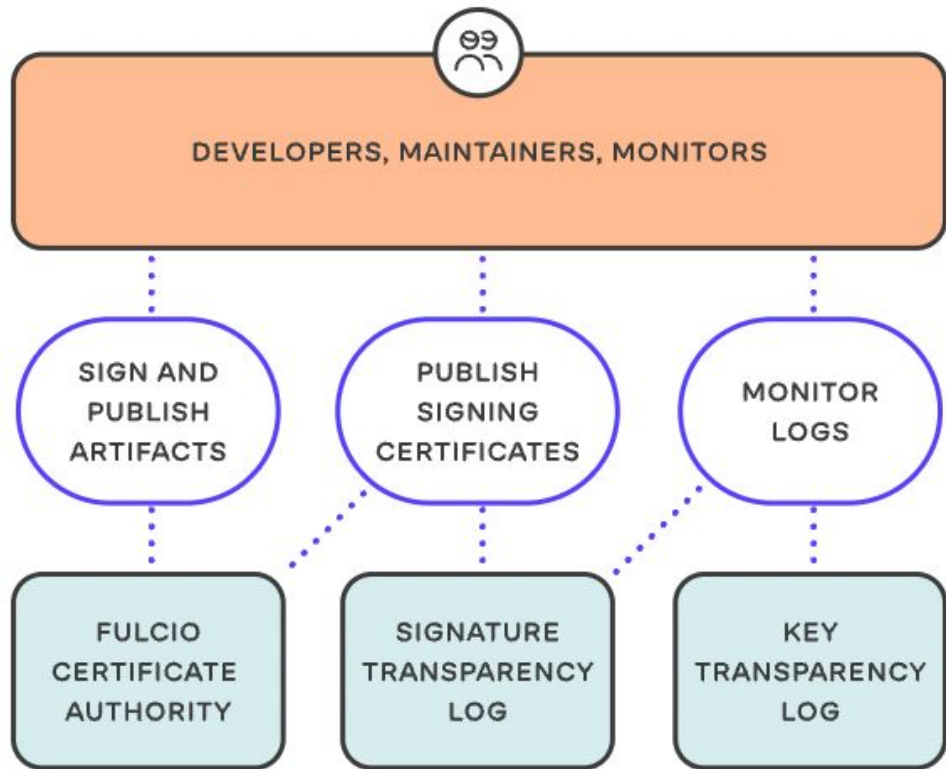 DEVELOPERS, MAINTAINERS, MONITORS
SIGN AND
PUBLISH
ARTIFACTS
PUBLISH
SIGNING
CERTIFICATES
MONITOR
LOGS
FULCIO
CERTIFICATE
AUTHORITY
SIGNATURE
TRANSPARENCY
LOG
KEY
TRANSPARENCY
LOG